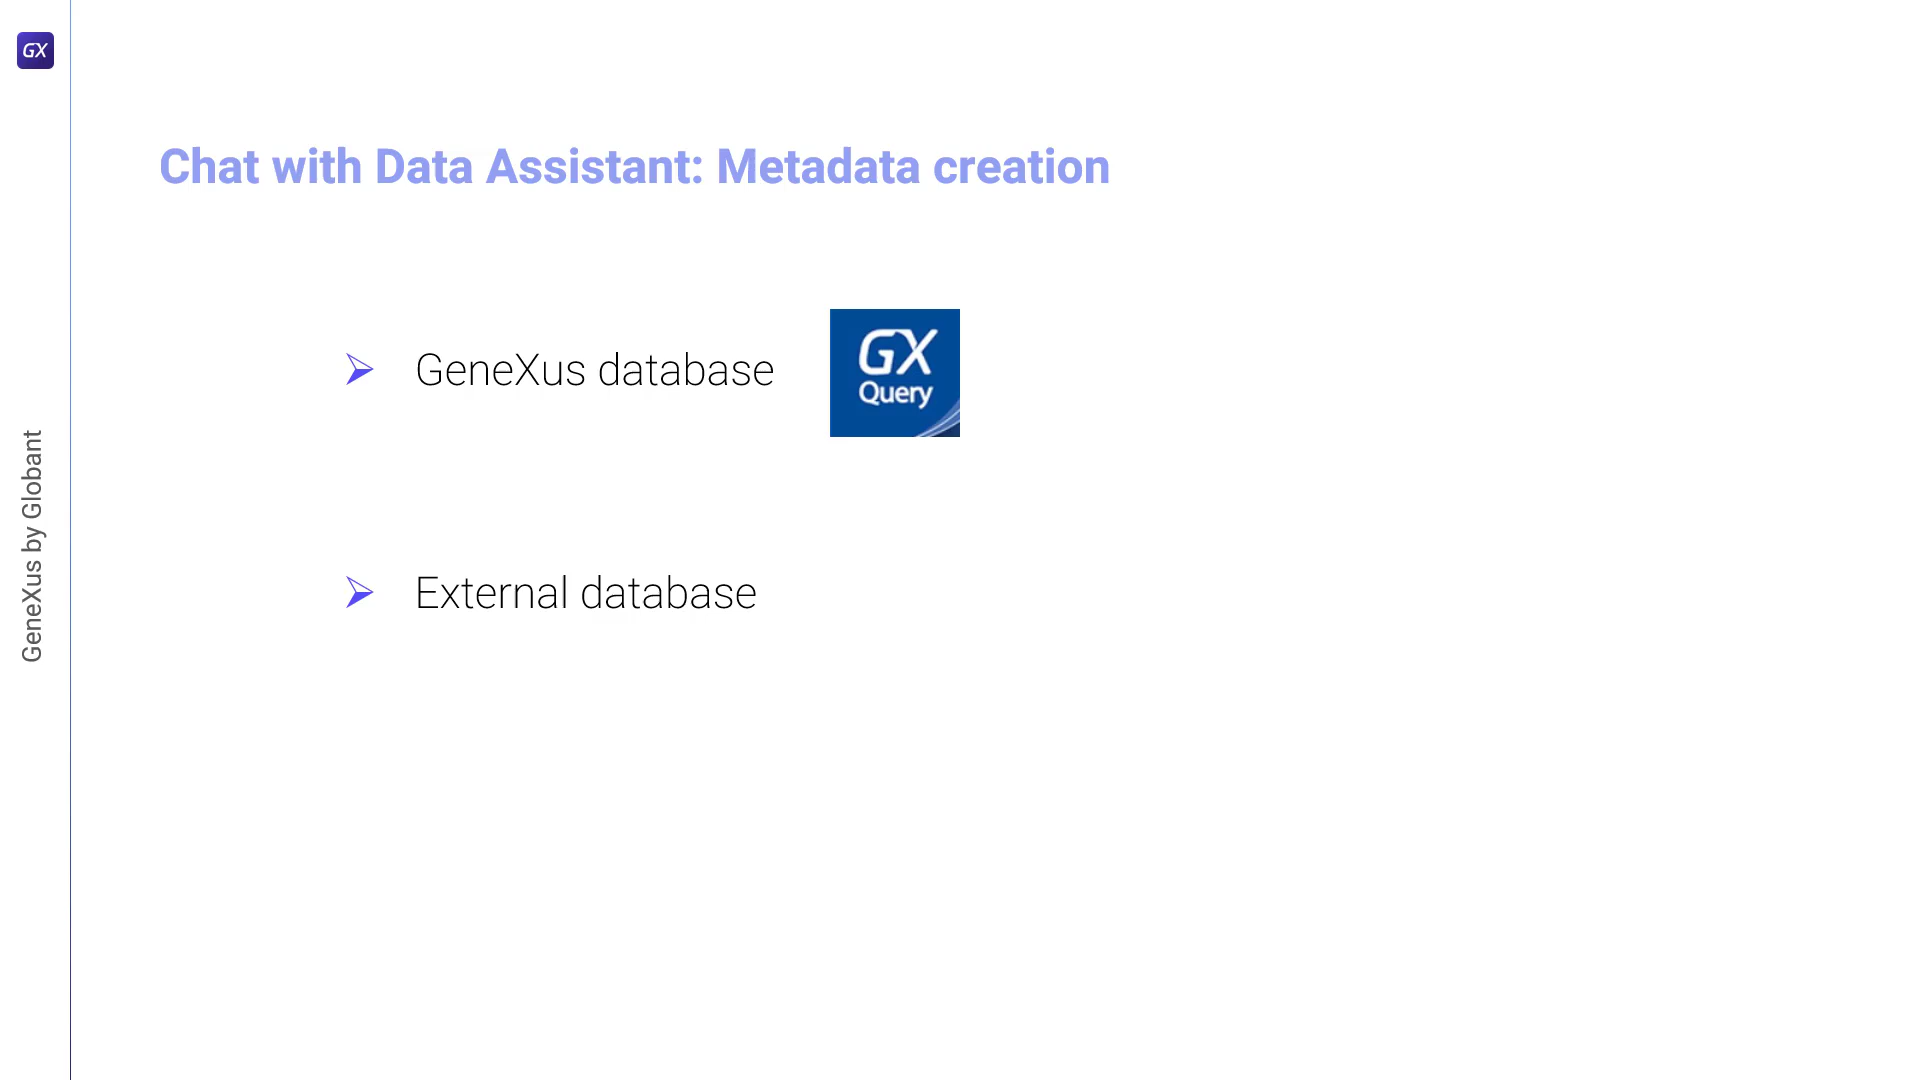 GX
Chat with Data Assistant: Metadata creation
GeneXus database
GX
Query
External database
GeneXus by Globant